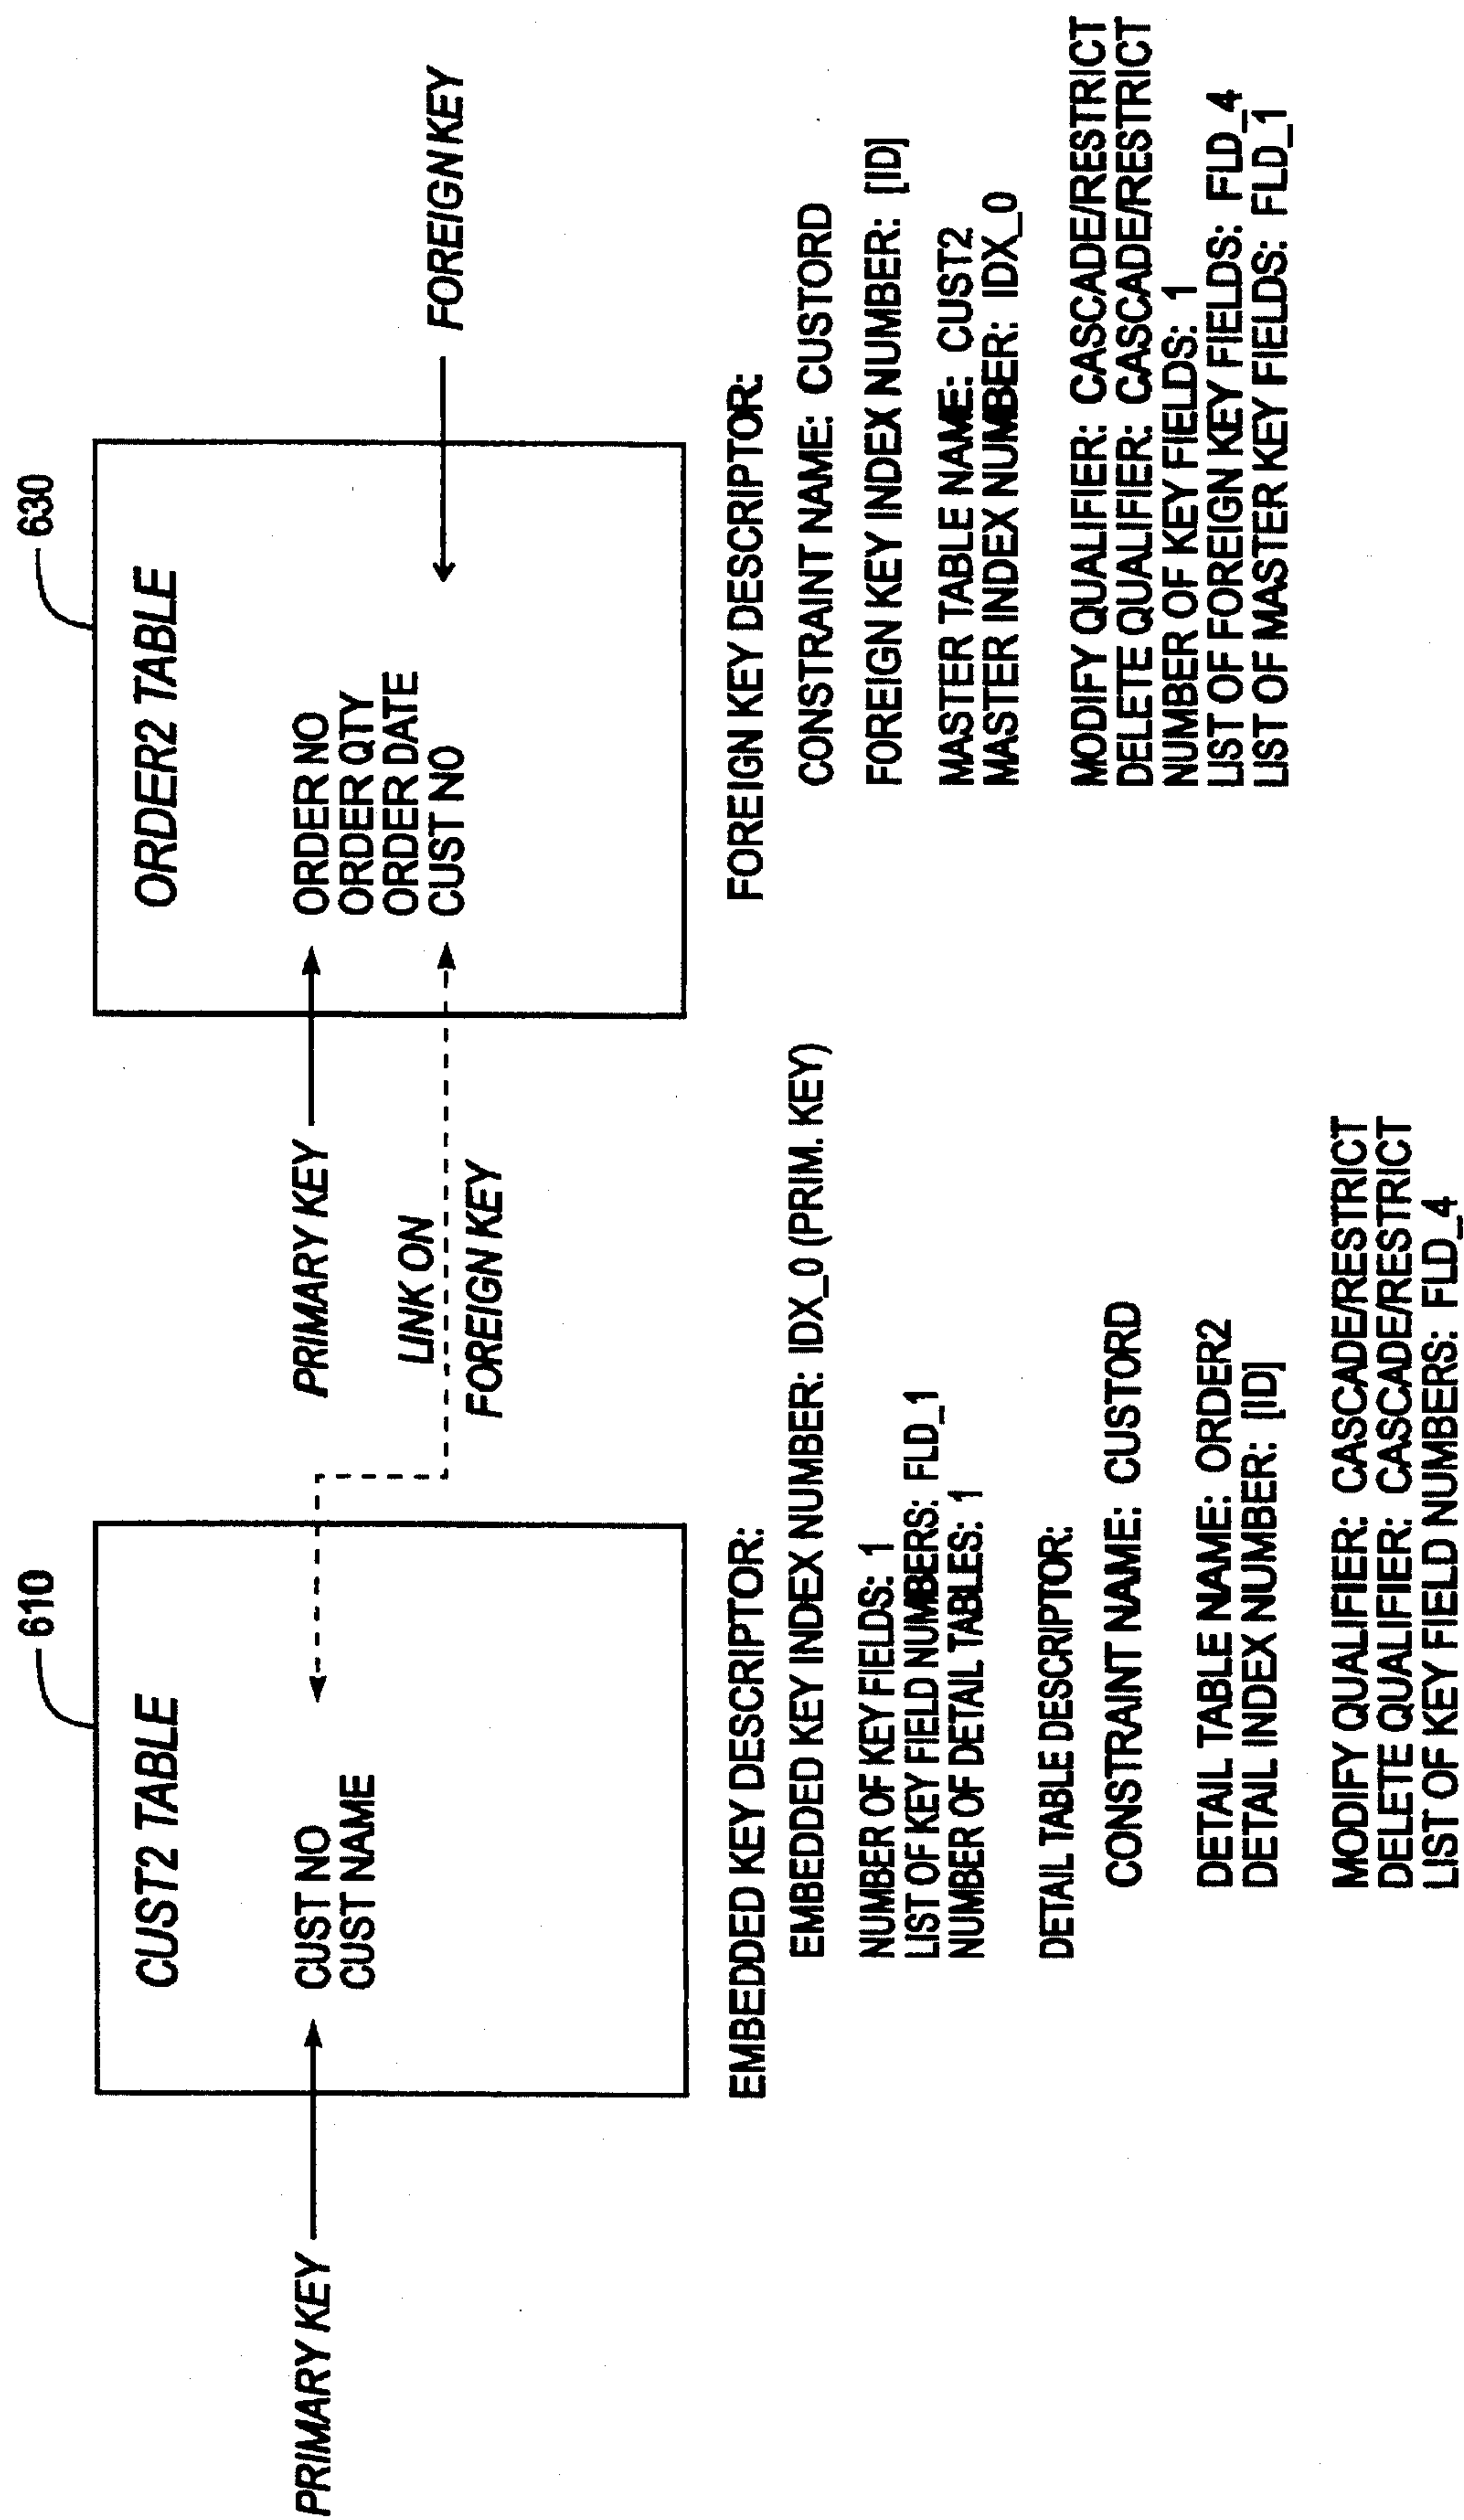 610
CUST2 TABLE
PRIMARY KEY
CUST NO
CUST NAME
PRIMARY KEY
LINK ON
FOREIGN KEY
630
ORDER2 TABLE
ORDER NO
ORDER QTY
ORDER DATE
CUST NO
FOREIGN KEY
EMBEDDED KEY DESCRIPTOR:
EMBEDDED KEY INDEX NUMBER: IDX_0 (PRIM. KEY)
NUMBER OF KEY FIELDS: 1
LIST OF KEY FIELD NUMBERS: FLD_1
NUMBER OF DETAIL TABLES: 1
DETAIL TABLE DESCRIPTOR:
CONSTRAINT NAME: CUSTORD
DETAIL TABLE NAME: ORDER2
DETAIL INDEX NUMBER: [ID]
MODIFY QUALIFIER: CASCADE/RESTRICT
DELETE QUALIFIER: CASCADE/RESTRICT
LIST OF KEY FIELD NUMBERS: FLD_4
FOREIGN KEY DESCRIPTOR:
CONSTRAINT NAME: CUSTORD
FOREIGN KEY INDEX NUMBER: [ID]
MASTER TABLE NAME: CUST2
MASTER INDEX NUMBER: IDX_0
MODIFY QUALIFIER: CASCADE/RESTRICT
DELETE QUALIFIER: CASCADE/RESTRICT
NUMBER OF KEY FIELDS: 1
LIST OF FOREIGN KEY FIELDS: FLD_4
LIST OF MASTER KEY FIELDS: FLD_1